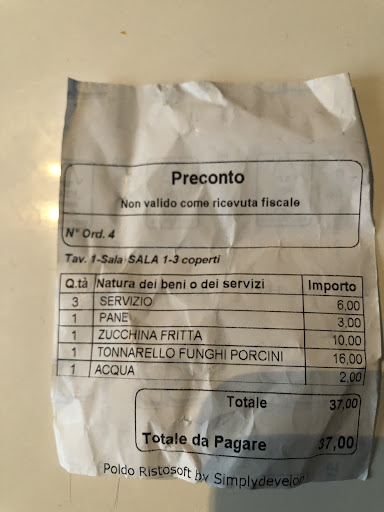 Preconto
Non valido come ricevuta fiscale
N° Ord. 4
Tav. 1-Sala SALA 1-3 coperti
Q.tà Natura dei beni o dei servizi Importo
3 SERVIZIO 6,00
1 PANE 3,00
1 ZUCCHINA FRITTA 10,00
1 TONNARELLO FUNGHI PORCINI 16,00
1 ACQUA 2,00
Totale 37,00
Totale da Pagare 37,00
Poldo Ristosoft by Simplydevelop